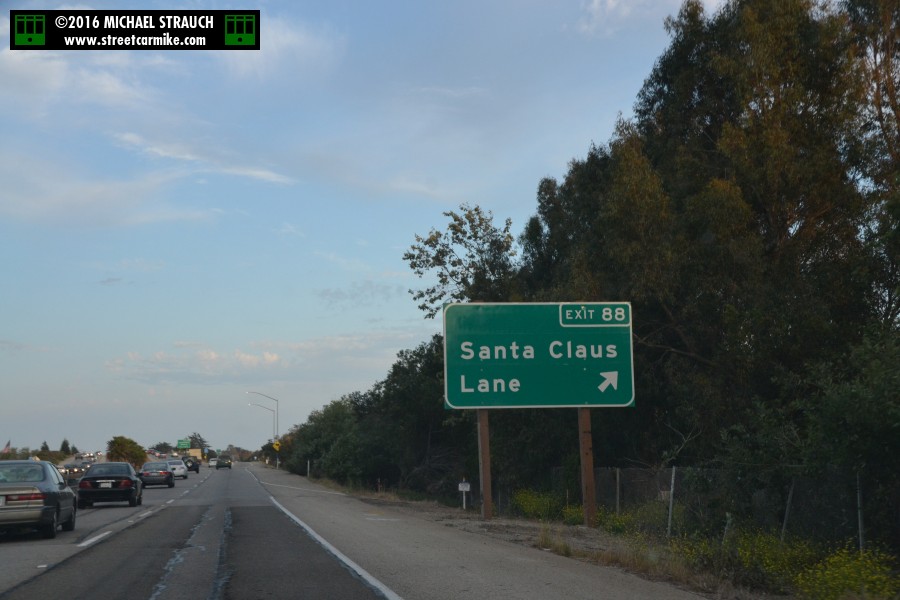 ©2016 MICHAEL STRAUCH
www.streetcarmike.com
EXIT 88
Santa Claus
Lane